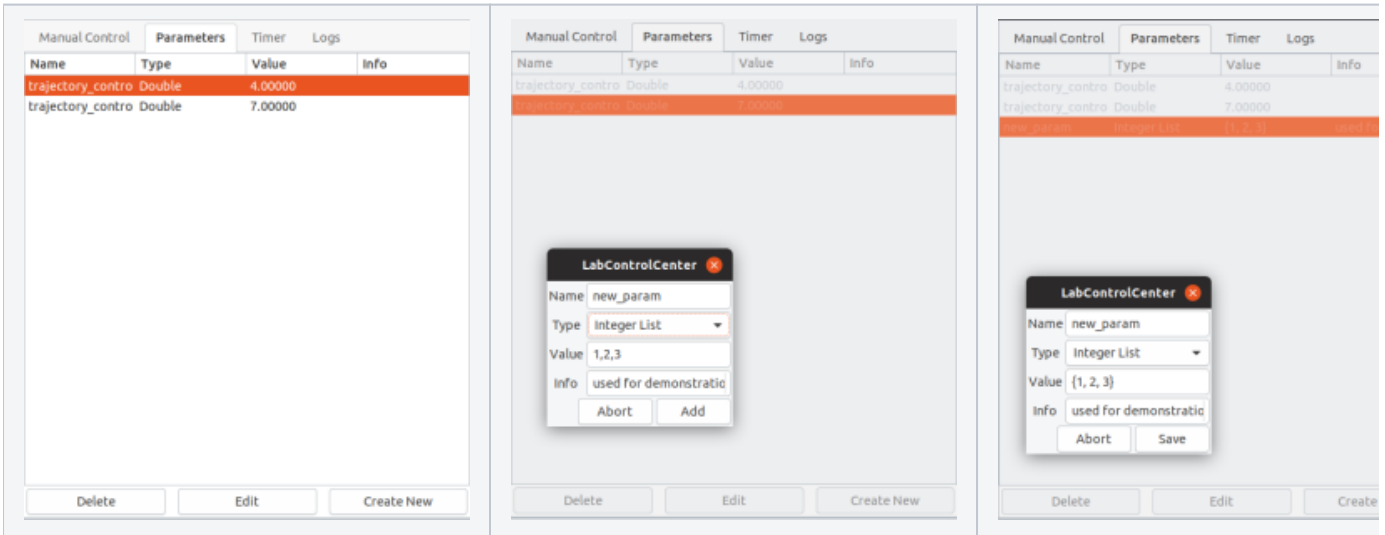 Manual Control Parameters Timer Logs
Name Type Value Info
trajectory_contro Double 4.00000
trajectory_contro Double 7.00000
Delete Edit Create New
Manual Control Parameters Timer Logs
Name Type Value Info
trajectory_contro Double 4.00000
trajectory_contro Double 7.00000
LabControlCenter
Name new_param
Type Integer List
Value 1,2,3
Info used for demonstratio
Abort Add
Delete Edit Create New
Manual Control Parameters Timer Logs
Name Type Value Info
trajectory_contro Double 4.00000
trajectory_contro Double 7.00000
new_param Integer List {1, 2, 3} used fo
LabControlCenter
Name new_param
Type Integer List
Value {1, 2, 3}
Info used for demonstratio
Abort Save
Delete Edit Create